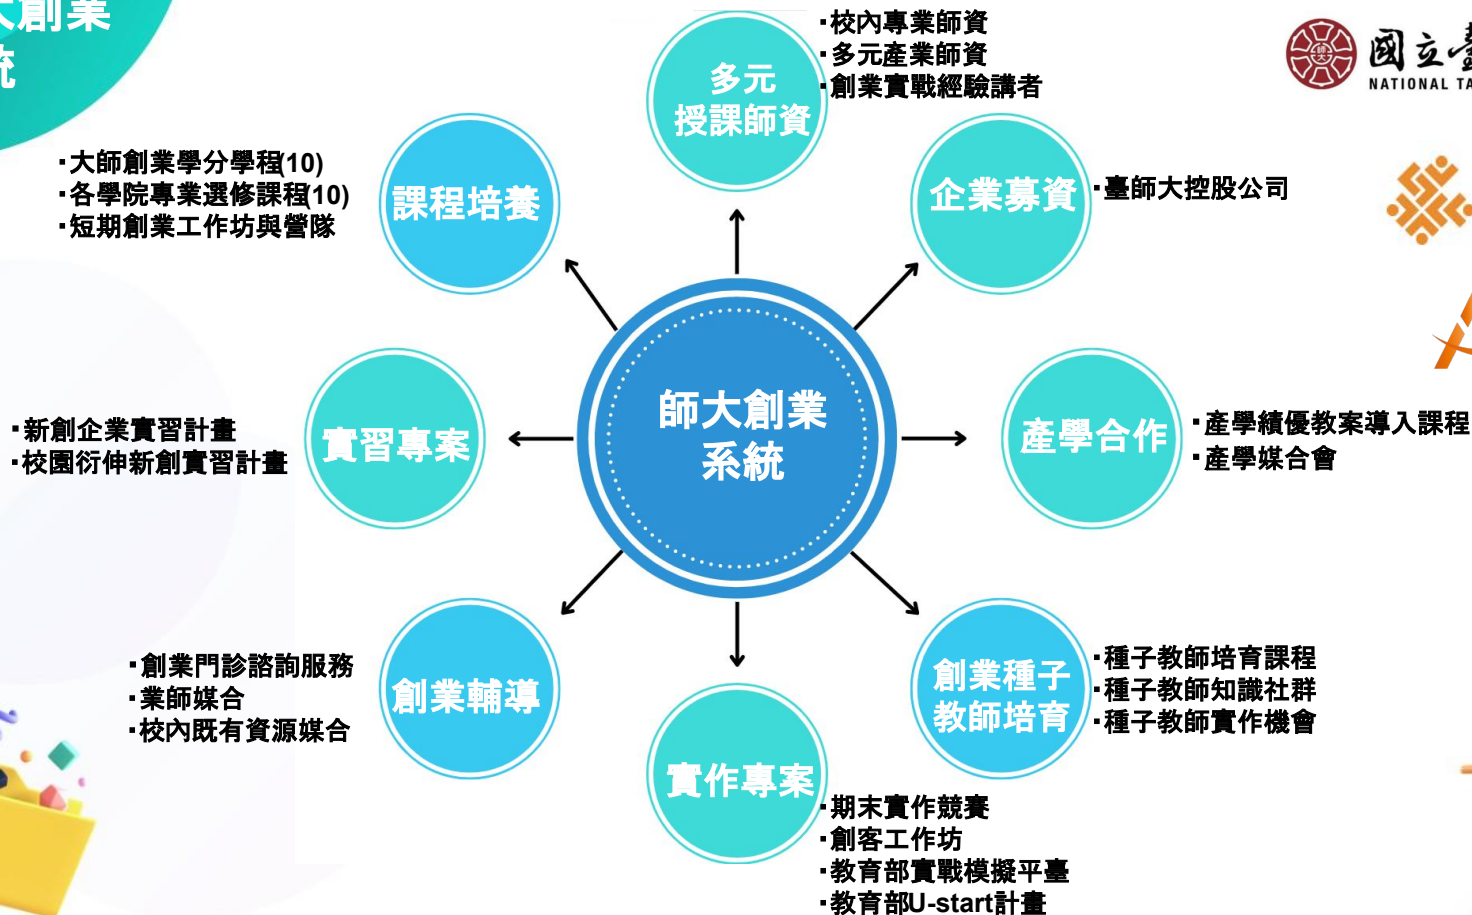 大創業
統
國立臺
NATIONAL TA
多元
授課師資
▪校內專業師資
▪多元產業師資
▪創業實戰經驗講者
課程培養
▪大師創業學分學程(10)
▪各學院專業選修課程(10)
▪短期創業工作坊與營隊
企業募資
▪臺師大控股公司
師大創業
系統
實習專案
▪新創企業實習計畫
▪校園衍伸新創實習計畫
產學合作
▪產學績優教案導入課程
▪產學媒合會
創業輔導
▪創業門診諮詢服務
▪業師媒合
▪校內既有資源媒合
創業種子
教師培育
▪種子教師培育課程
▪種子教師知識社群
▪種子教師實作機會
實作專案
▪期末實作競賽
▪創客工作坊
▪教育部實戰模擬平臺
▪教育部U-start計畫